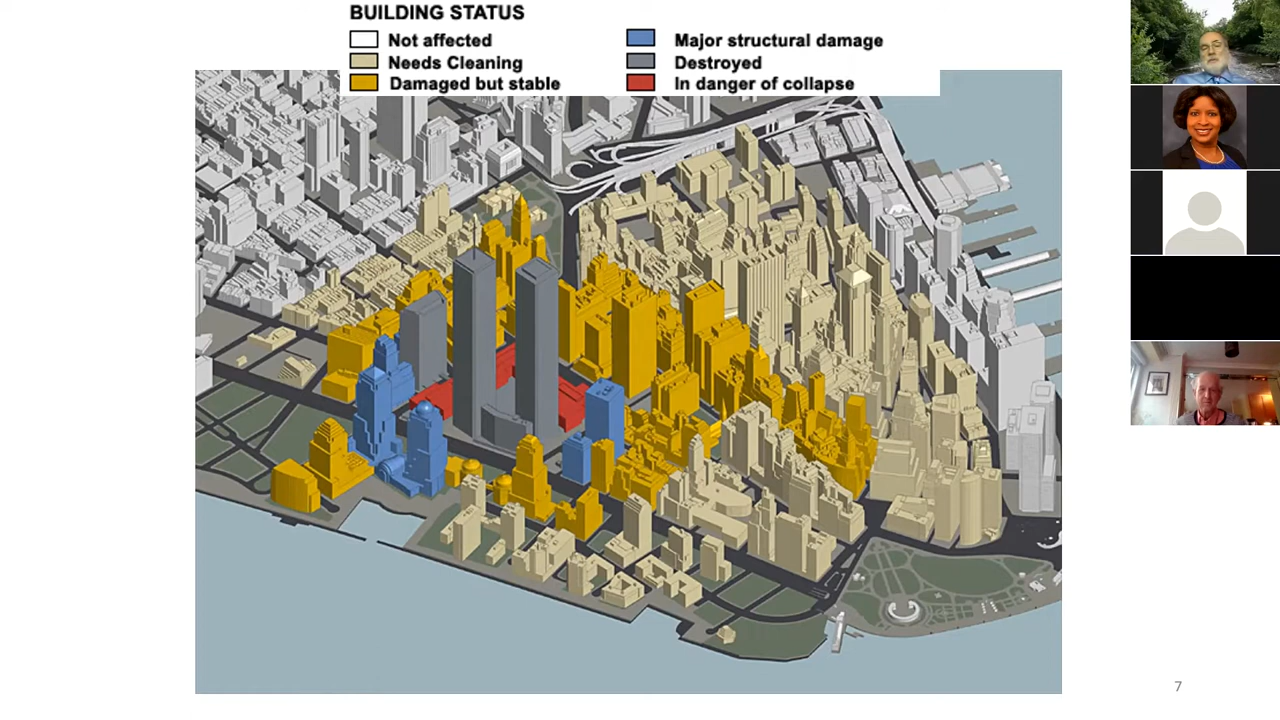 BUILDING STATUS
Not affected
Needs Cleaning
Damaged but stable
Major structural damage
Destroyed
In danger of collapse
7